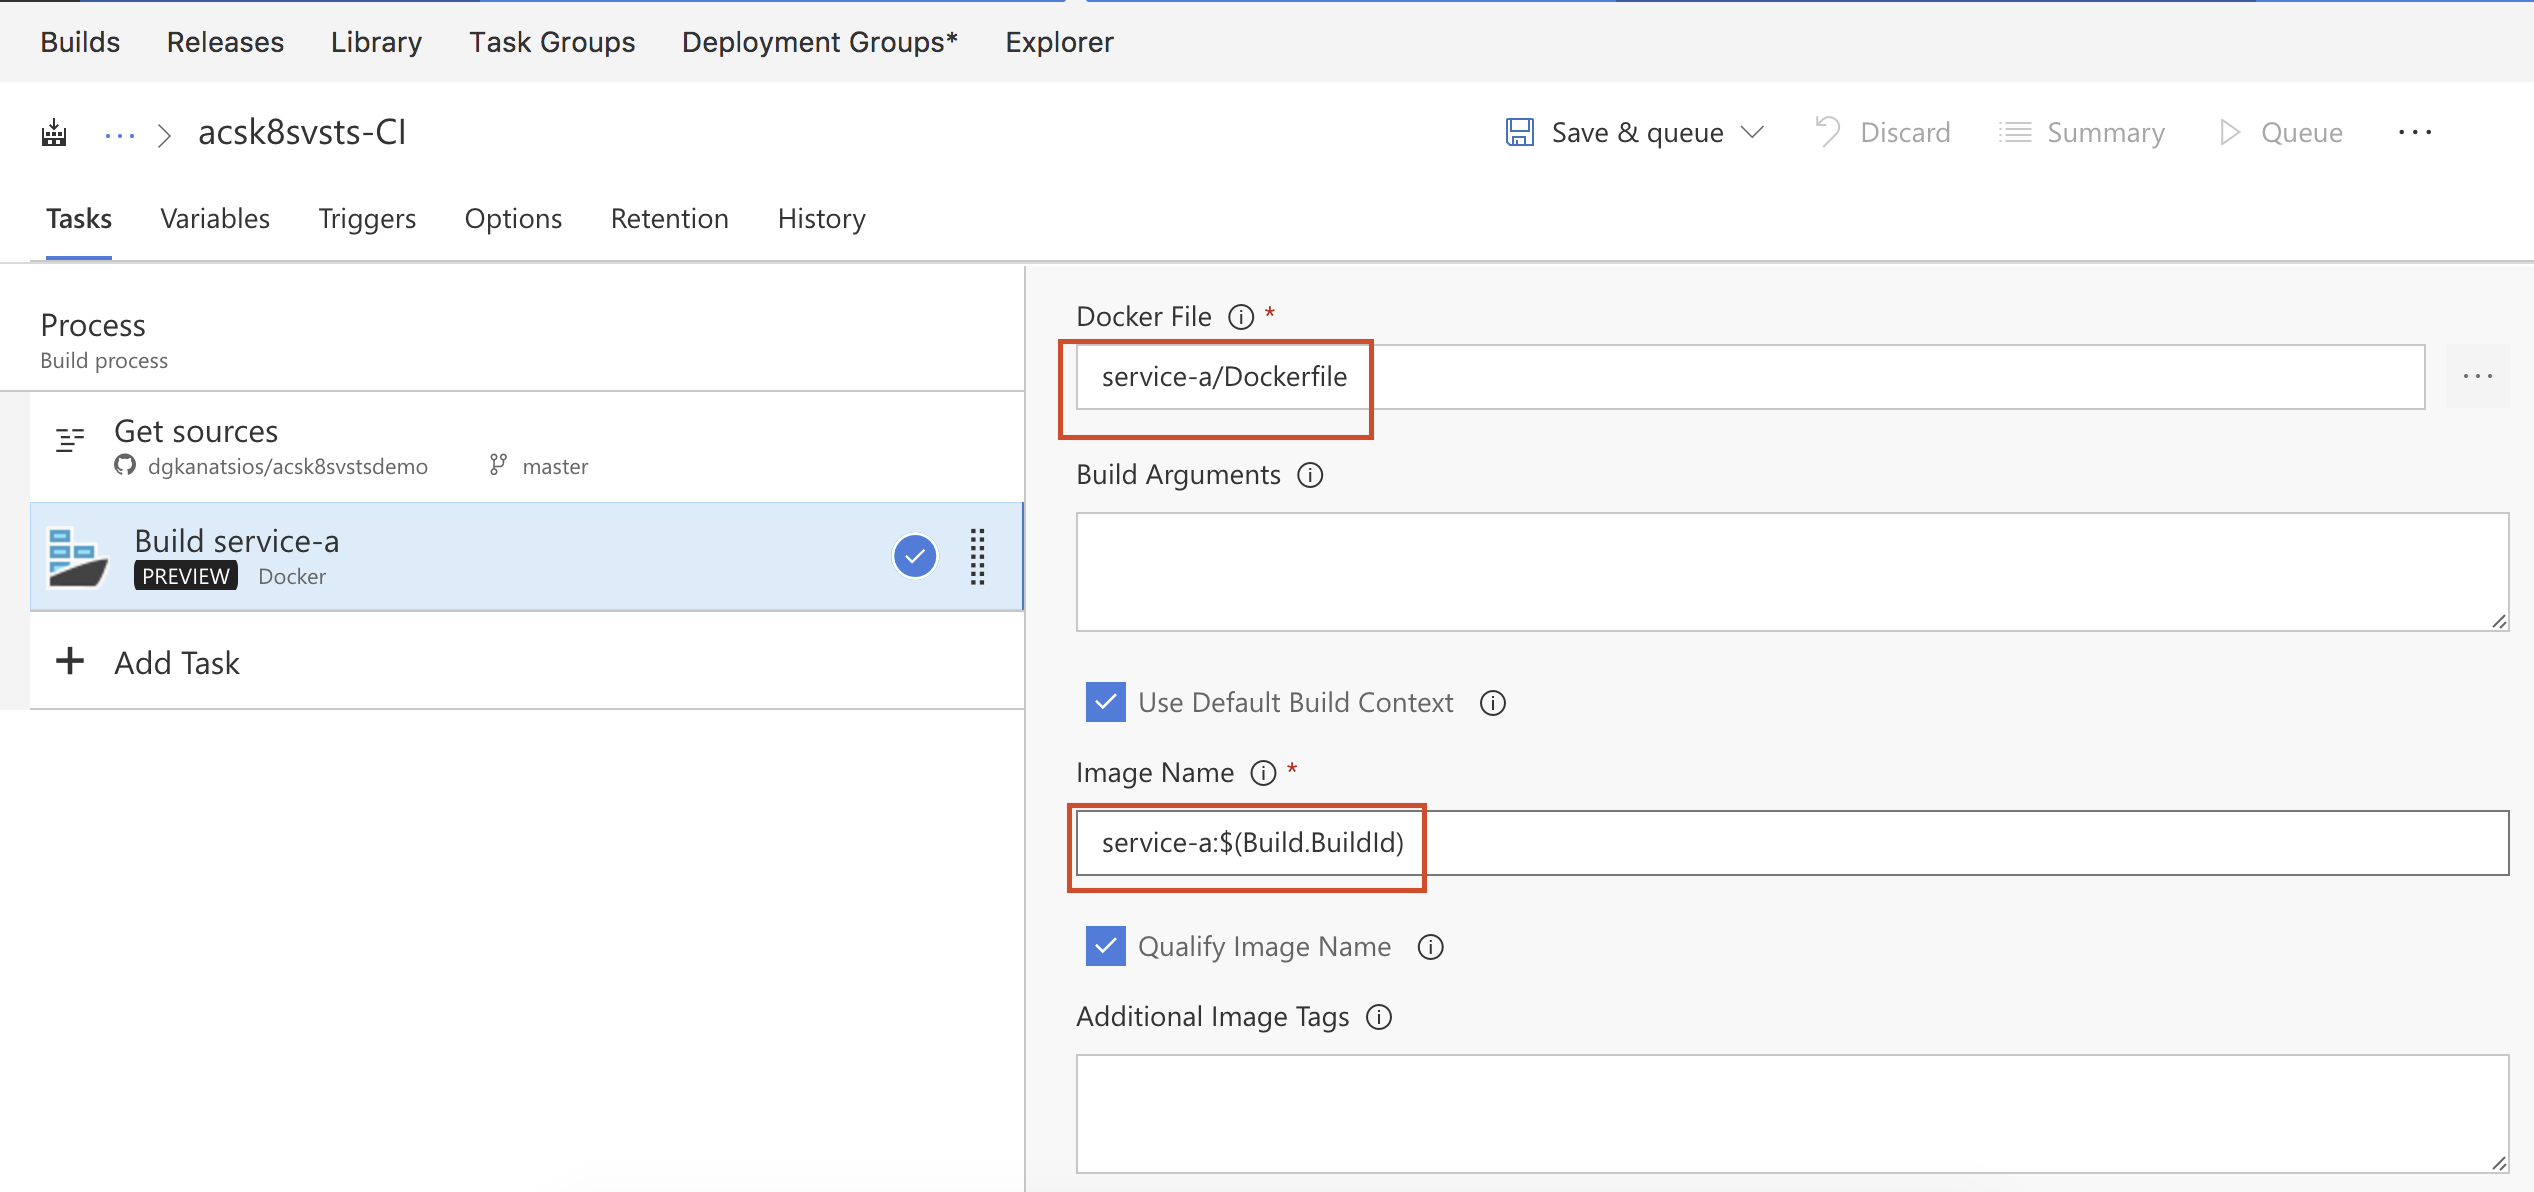 Builds Releases Library Task Groups Deployment Groups* Explorer
... > acsk8svsts-CI Save & queue Discard Summary Queue ...
Tasks Variables Triggers Options Retention History
Process
Build process
Get sources
dgkanatsios/acsk8svstsdemo master
Build service-a
PREVIEW Docker
Add Task
Docker File *
service-a/Dockerfile ...
Build Arguments
Use Default Build Context
Image Name *
service-a:$(Build.BuildId)
Qualify Image Name
Additional Image Tags